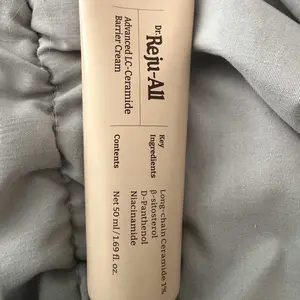 Dr.
Reju-All
Advanced LC-Ceramide
Barrier Cream
Key
Ingredients
Long-chain Ceramide 1%
β-sitosterol
D-Panthenol
Niacinamide
Contents
Net 50 ml/1.69 fl. oz.